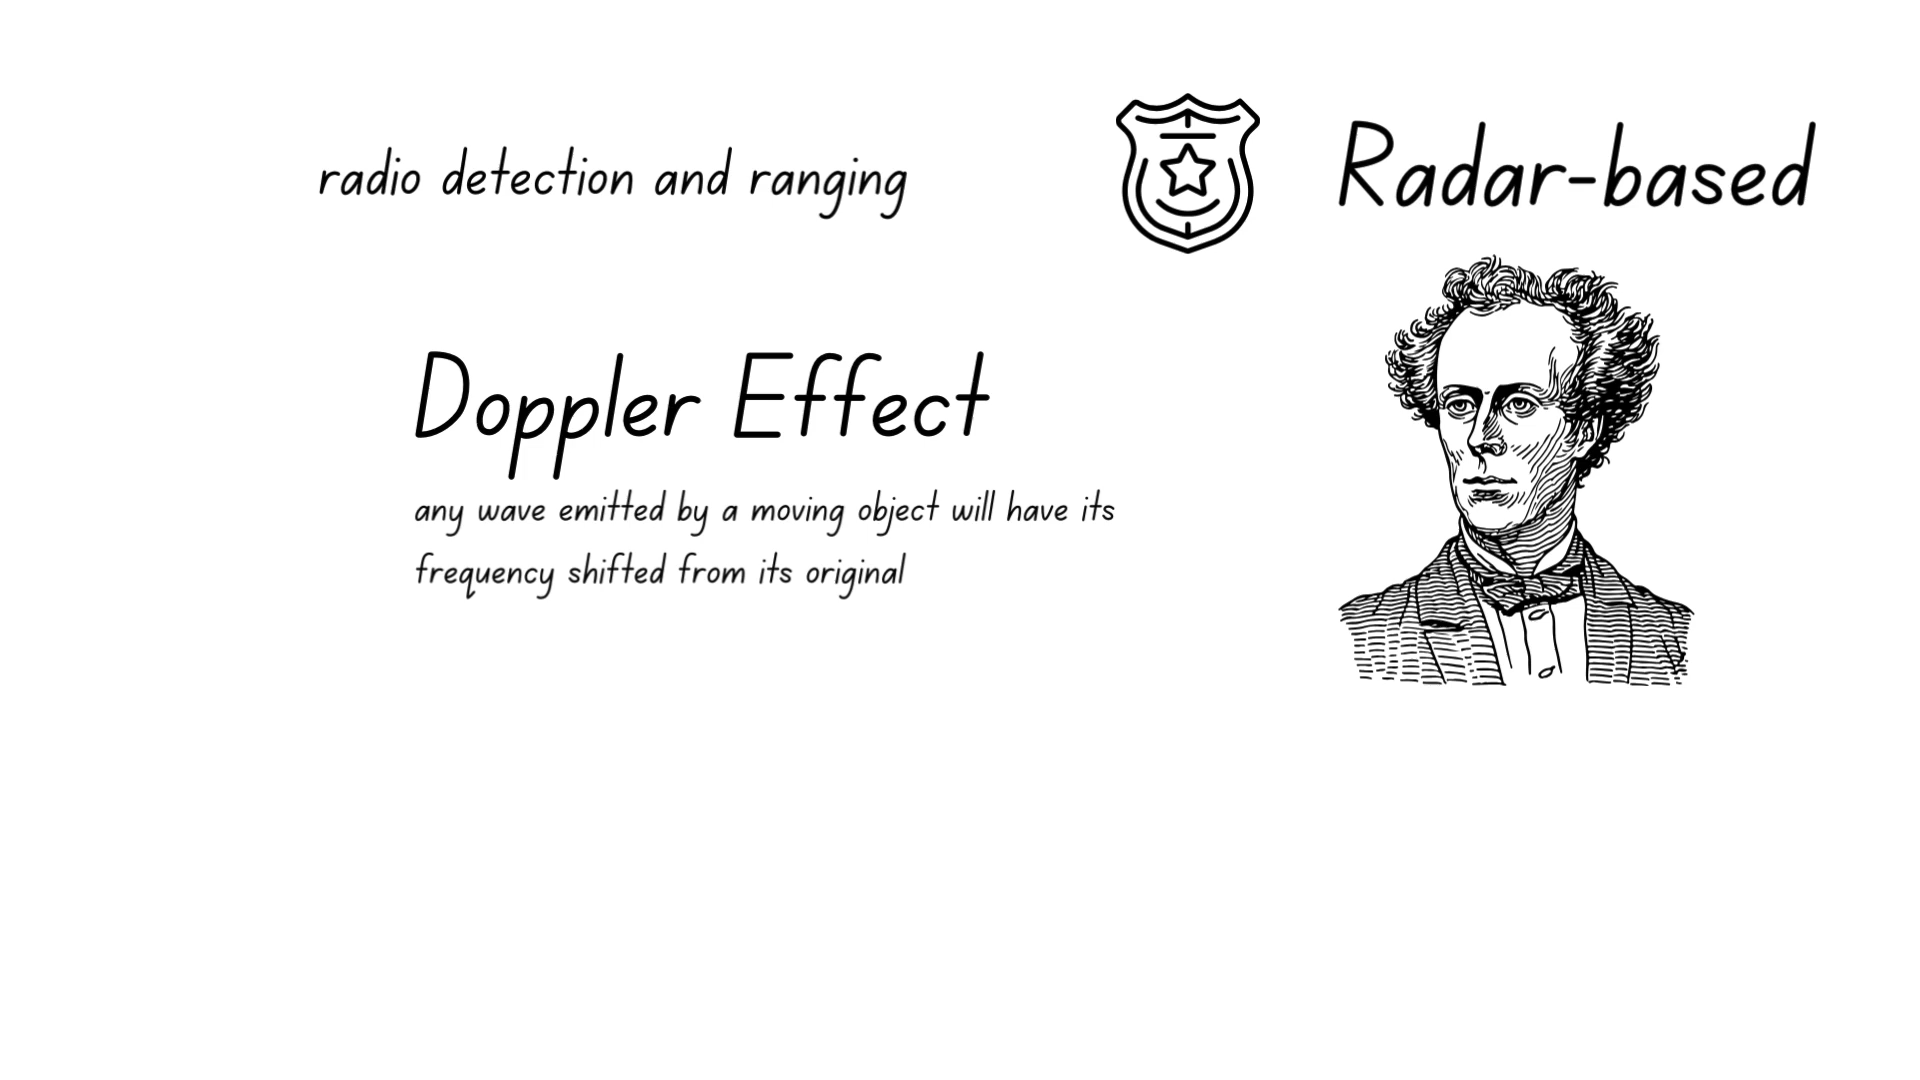 radio detection and ranging
Radar-based
Doppler Effect
any wave emitted by a moving object will have its
frequency shifted from its original